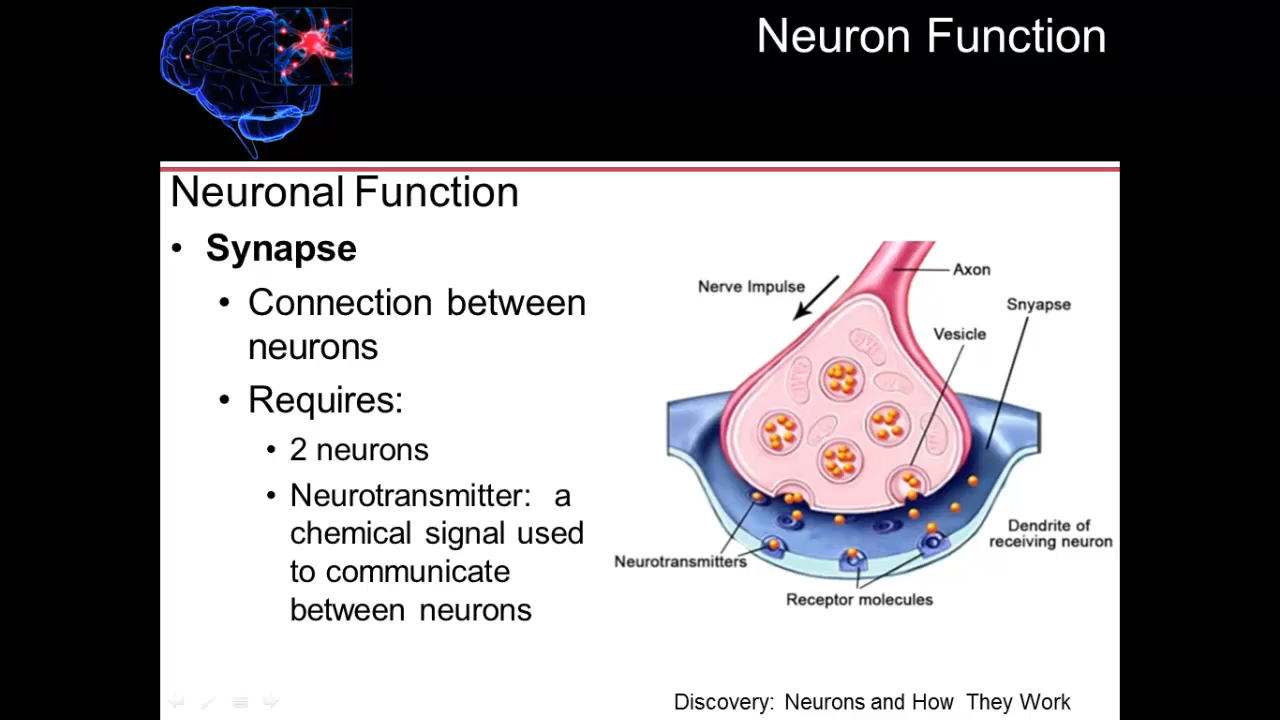 Neuron Function
Neuronal Function
• Synapse
• Connection between
neurons
• Requires:
• 2 neurons
• Neurotransmitter: a
chemical signal used
to communicate
between neurons
Nerve Impulse
Axon
Snyapse
Vesicle
Dendrite of
receiving neuron
Neurotransmitters
Receptor molecules
Discovery: Neurons and How They Work